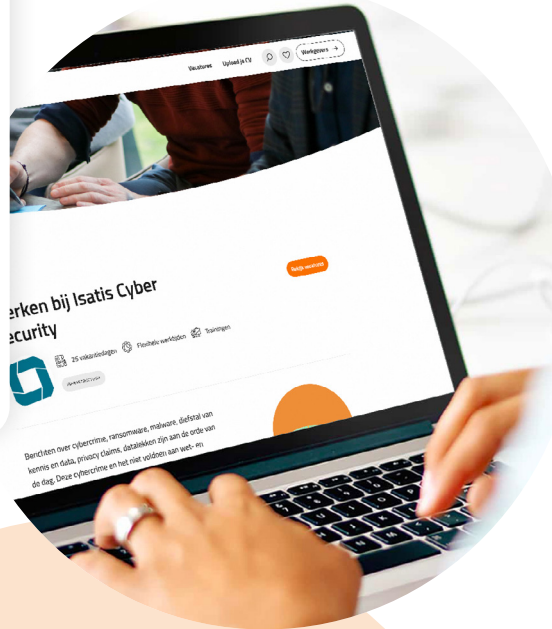 Vacatures Upload je CV Werkgevers →
erken bij Isatis Cyber
ecurity
25 vakantiedagen Flexibele werktijden Trainingen
Berichten over cybercrime, ransomware, malware, diefstal van
kennis en data, privacy claims, datalekken zijn aan de orde van
de dag. Deze cybercrime en het niet voldoen aan wet- en